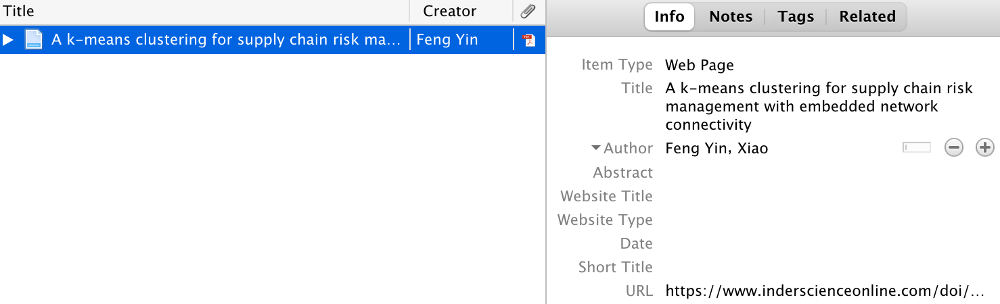 Title Creator
A k-means clustering for supply chain risk ma... Feng Yin
Info Notes Tags Related
Item Type Web Page
Title A k-means clustering for supply chain risk
management with embedded network
connectivity
Author Feng Yin, Xiao
Abstract
Website Title
Website Type
Date
Short Title
URL https://www.inderscienceonline.com/doi/...